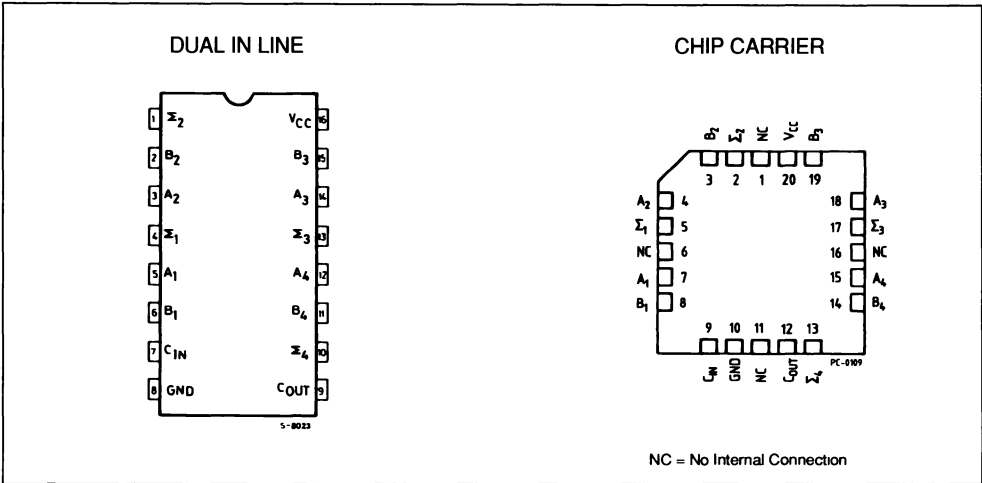 DUAL IN LINE
1 Σ2 VCC 16
2 B2 B3 15
3 A2 A3 14
4 Σ1 Σ3 13
5 A1 A4 12
6 B1 B4 11
7 CIN Σ4 10
8 GND COUT 9
S-8023
CHIP CARRIER
B2 Σ2 NC VCC B3
3 2 1 20 19
A2 4 18 A3
Σ1 5 17 Σ3
NC 6 16 NC
A1 7 15 A4
B1 8 14 B4
9 10 11 12 13
CIN GND NC COUT Σ4
PC-0109
NC = No Internal Connection